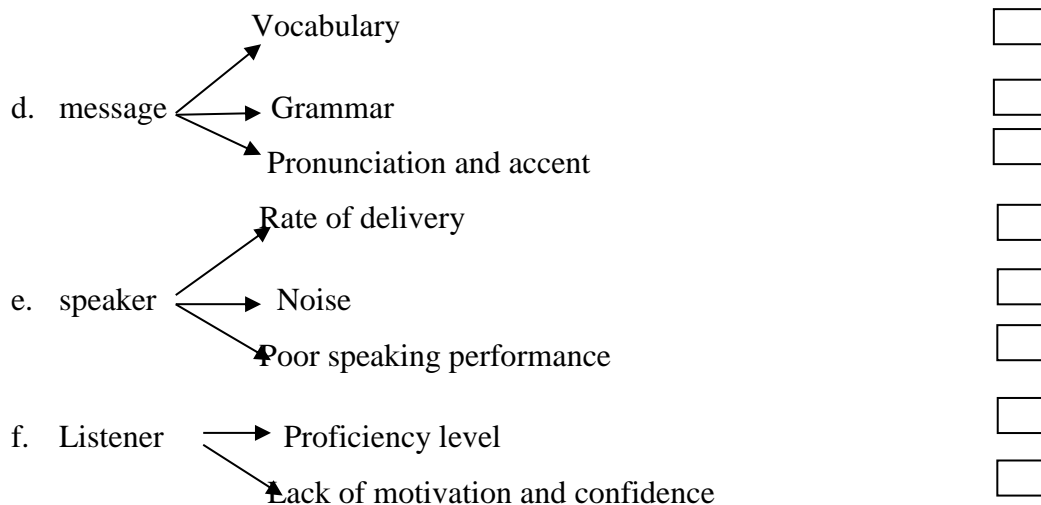 Vocabulary
d. message Grammar
Pronunciation and accent
Rate of delivery
e. speaker Noise
Poor speaking performance
f. Listener Proficiency level
Lack of motivation and confidence